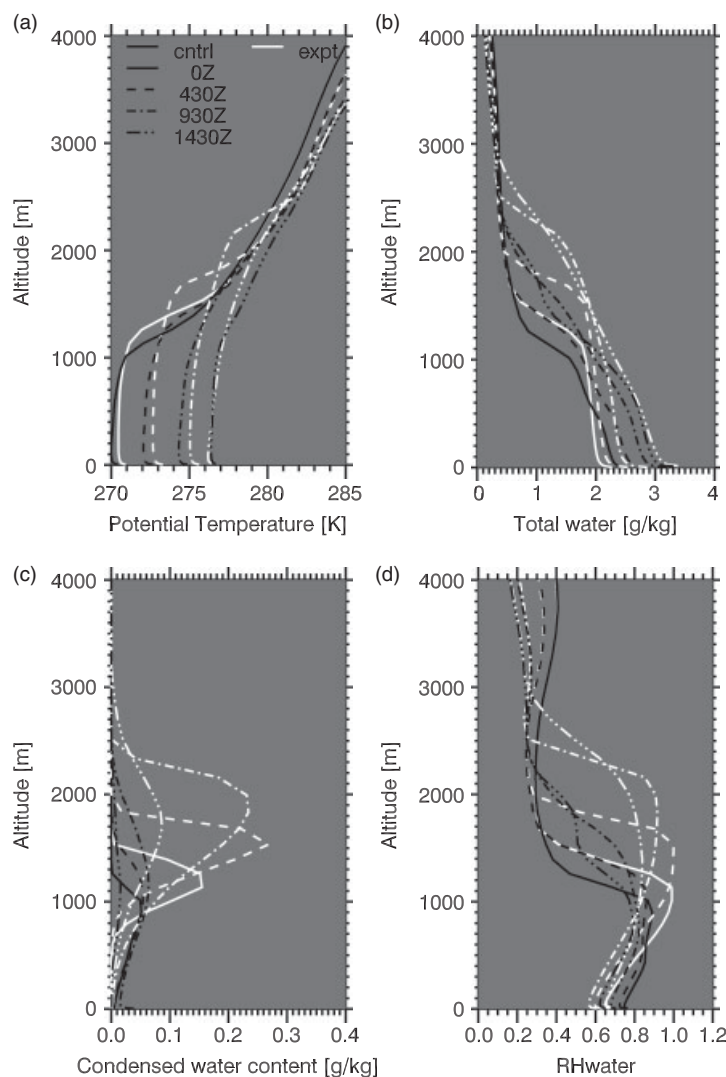 (a)
4000
3000
2000
1000
0
Altitude [m]
cntrl
expt
0Z
430Z
930Z
1430Z
270
275
280
285
Potential Temperature [K]
(b)
4000
3000
2000
1000
0
Altitude [m]
0
1
2
3
4
Total water [g/kg]
(c)
4000
3000
2000
1000
0
Altitude [m]
0.0
0.1
0.2
0.3
0.4
Condensed water content [g/kg]
(d)
4000
3000
2000
1000
0
Altitude [m]
0.0
0.2
0.4
0.6
0.8
1.0
1.2
RHwater